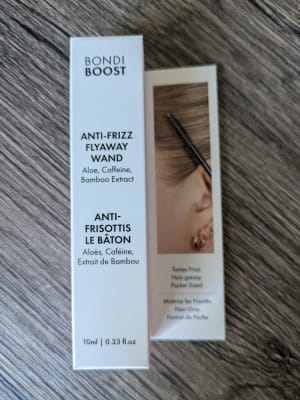 BONDI
BOOST
ANTI-FRIZZ
FLYAWAY
WAND
Aloe, Caffeine,
Bamboo Extract
ANTI-
FRISOTTIS
LE BÂTON
Aloès, Caféine,
Extrait de Bambou
10ml | 0.33 fl.oz
Tames Frizz
Non-greasy
Pocket Sized
Maîtrise les Frisottis
Non Gras
Format de Poche